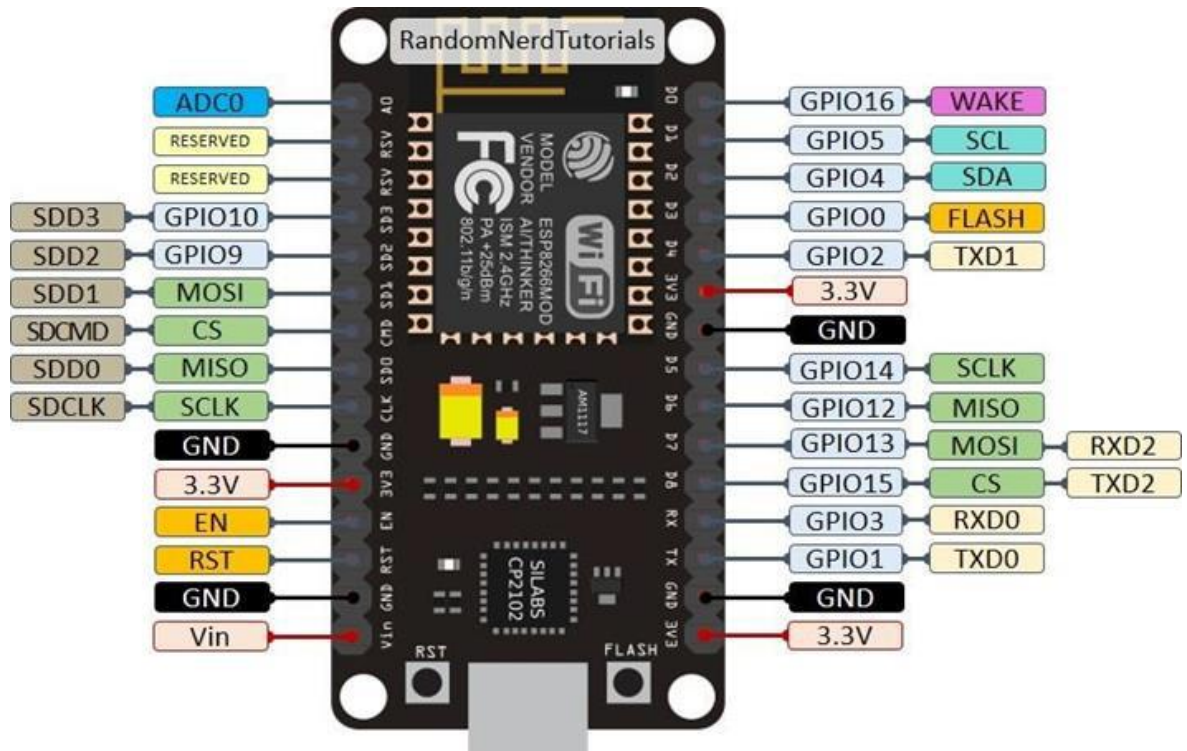 RandomNerdTutorials
ADC0
RESERVED
RESERVED
SDD3 GPIO10
SDD2 GPIO9
SDD1 MOSI
SDCMD CS
SDD0 MISO
SDCLK SCLK
GND
3.3V
EN
RST
GND
Vin
A0
RSV
RSV
SD3
SD2
SD1
CMD
SD0
CLK
GND
3V3
EN
RST
GND
Vin
MODEL ESP8266MOD
VENDOR AI/THINKER
ISM 2.4GHz
PA +25dBm
802.11b/g/n
FC
WiFi
AM1117
SILABS
CP2102
RST
FLASH
D0
D1
D2
D3
D4
3V3
GND
D5
D6
D7
D8
RX
TX
GND
3V3
GPIO16 WAKE
GPIO5 SCL
GPIO4 SDA
GPIO0 FLASH
GPIO2 TXD1
3.3V
GND
GPIO14 SCLK
GPIO12 MISO
GPIO13 MOSI RXD2
GPIO15 CS TXD2
GPIO3 RXD0
GPIO1 TXD0
GND
3.3V